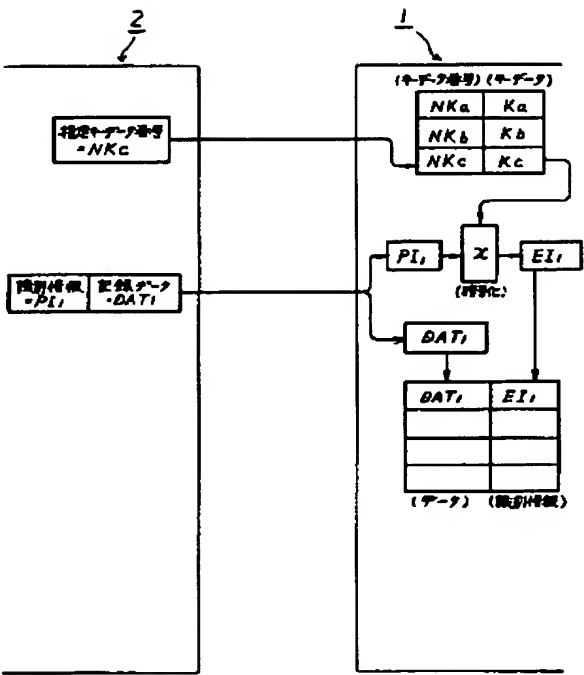 2
1
(キーデータ番号) (キーデータ)
NKa Ka
NKb Kb
NKc Kc
指定キーデータ番号
=NKc
PI₁ x EI₁
(暗号化)
識別情報 記録データ
=PI₁ =DAT₁
DAT₁
DAT₁ EI₁
(データ) (識別情報)